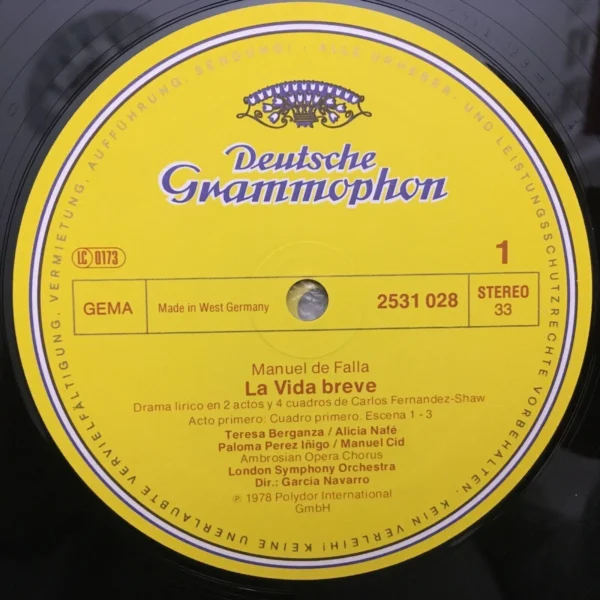 Deutsche
Grammophon
LC 0173
1
GEMA
Made in West Germany
2531 028
STEREO
33
Manuel de Falla
La Vida breve
Drama lirico en 2 actos y 4 cuadros de Carlos Fernandez-Shaw
Acto primero: Cuadro primero. Escena 1 - 3
Teresa Berganza / Alicia Nafé
Paloma Perez Iñigo / Manuel Cid
Ambrosian Opera Chorus
London Symphony Orchestra
Dir.: Garcia Navarro
Ⓟ 1978 Polydor International
GmbH
UND LEISTUNGSSCHUTZRECHTE VORBEHALTEN. KEIN VERLEIH! KEINE UNERLAUBTE VERVIELFÄLTIGUNG, VERMIETUNG, AUFFÜHRUNG, SENDUNG!